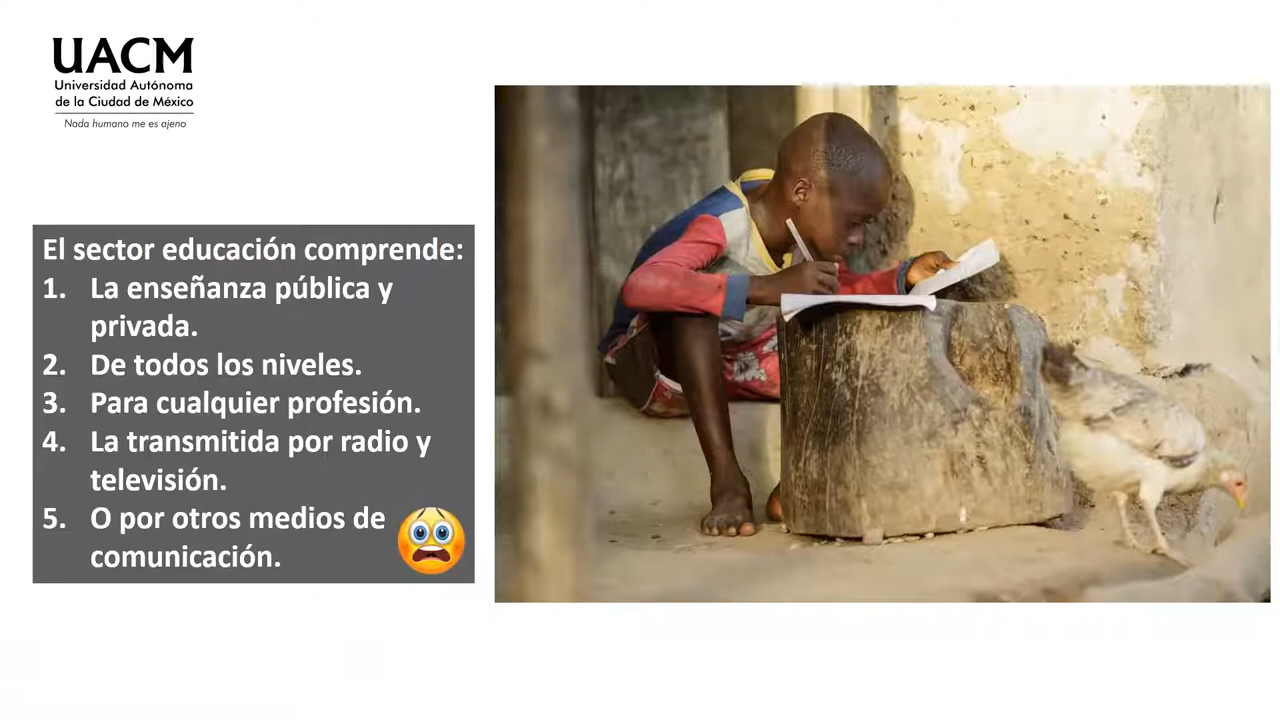 UACM
Universidad Autónoma
de la Ciudad de México
Nada humano me es ajeno
El sector educación comprende:
1. La enseñanza pública y
privada.
2. De todos los niveles.
3. Para cualquier profesión.
4. La transmitida por radio y
televisión.
5. O por otros medios de
comunicación.